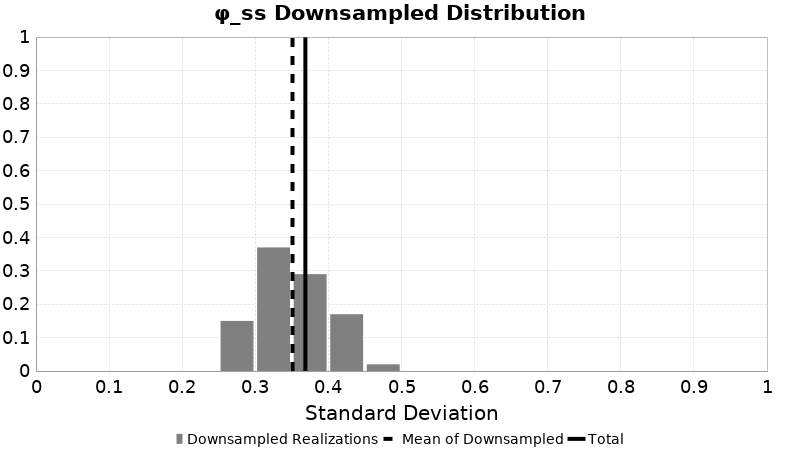 φ_ss Downsampled Distribution
1
0.9
0.8
0.7
0.6
0.5
0.4
0.3
0.2
0.1
0
0 0.1 0.2 0.3 0.4 0.5 0.6 0.7 0.8 0.9 1
Standard Deviation
Downsampled Realizations Mean of Downsampled Total